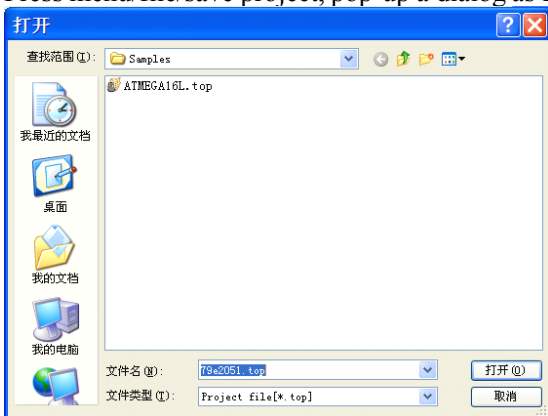 Press menu/file/save project, pop-up a dialog as
打开
查找范围(I):
Samples
ATMEGA16L.top
我最近的文档
桌面
我的文档
我的电脑
文件名(N):
79e2051.top
打开(O)
文件类型(T):
Project file[*.top]
取消